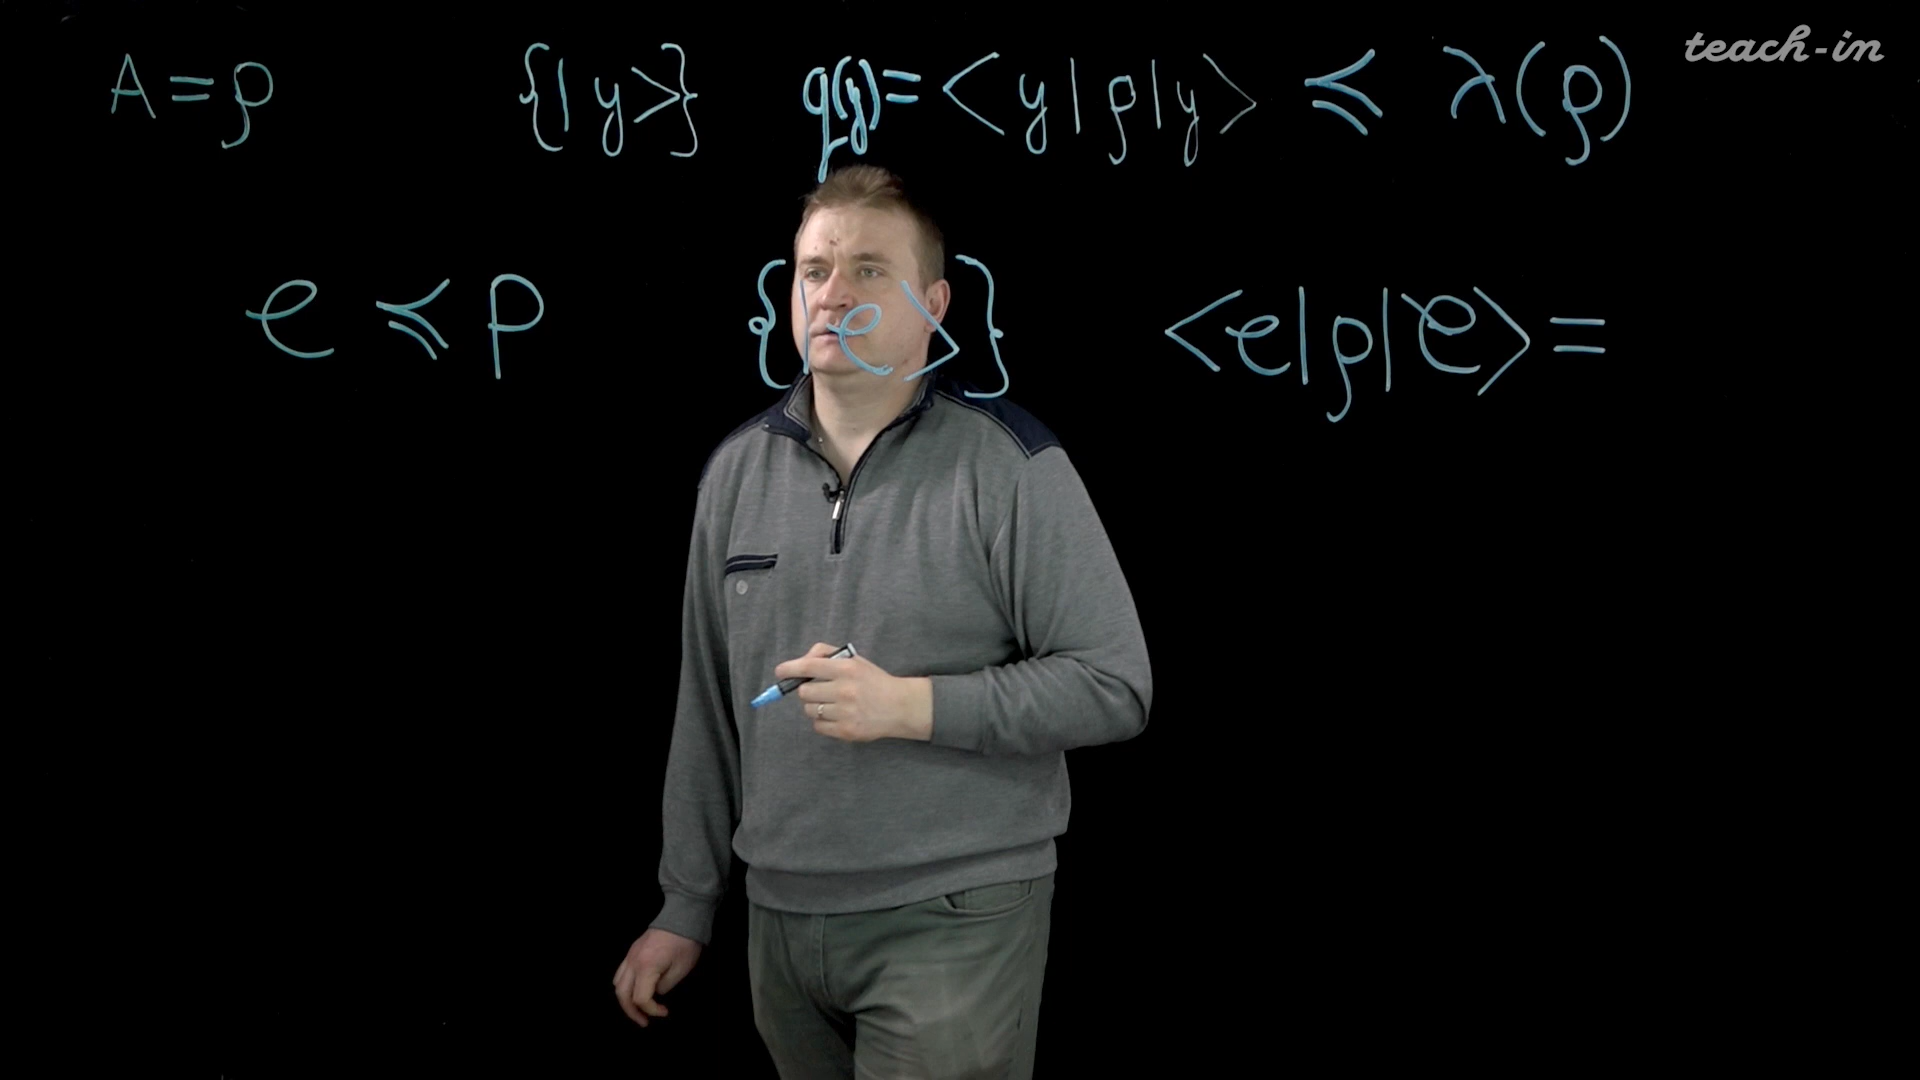 teach-in
A = ρ {|y>} q(y) = <y|ρ|y> ≼ λ(ρ)
e ≼ p {|e>} <e|ρ|e> =